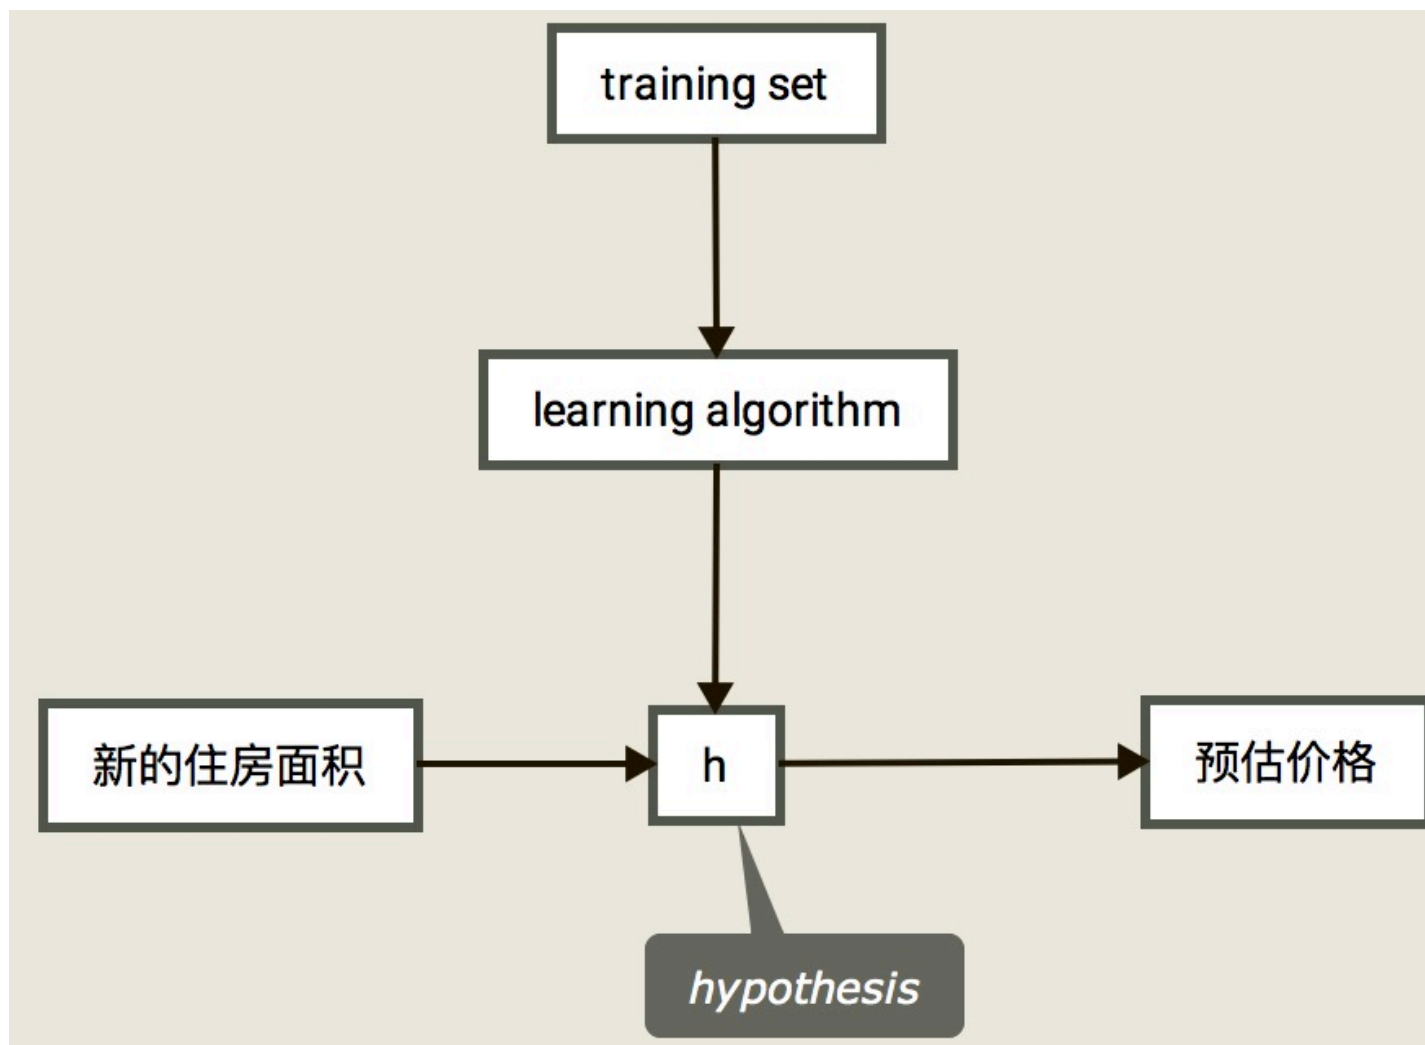 training set
learning algorithm
新的住房面积
h
预估价格
hypothesis